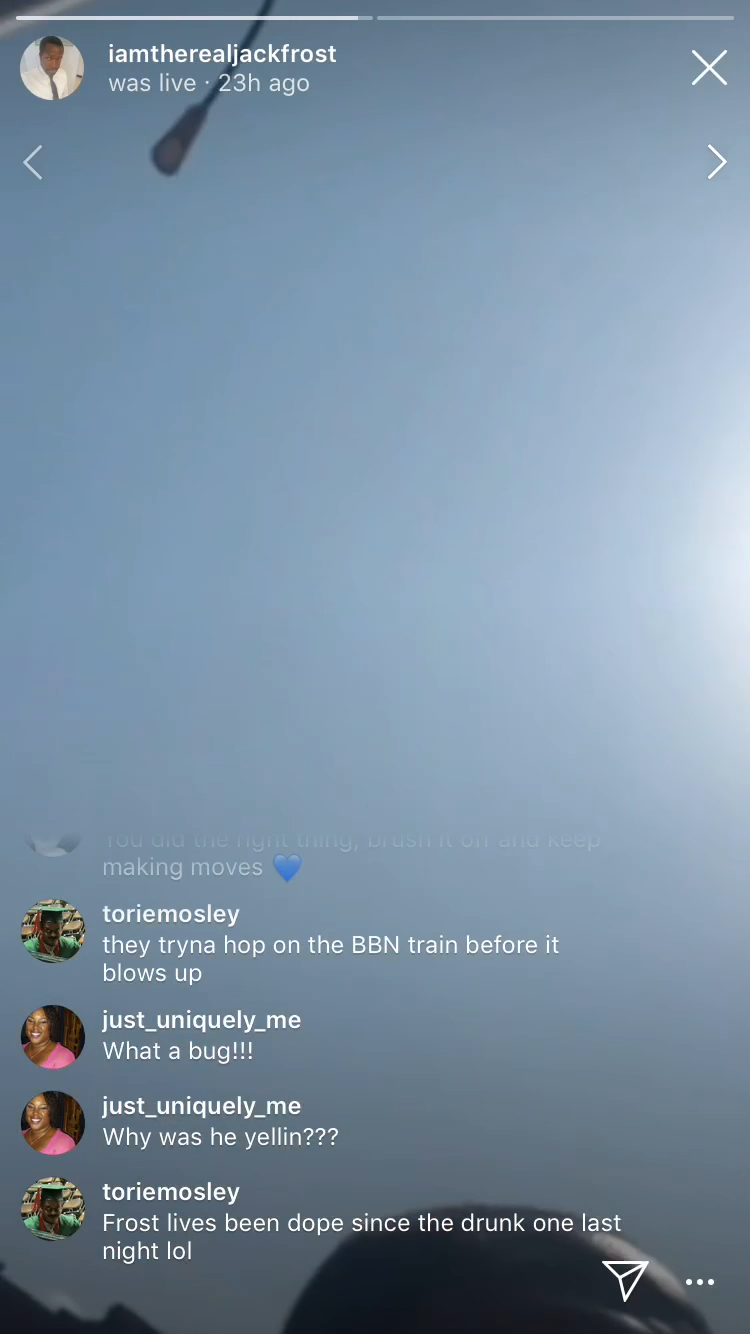 iamtherealjackfrost
was live · 23h ago
You did the right thing, brush it off and keep
making moves 💙
toriemosley
they tryna hop on the BBN train before it
blows up
just_uniquely_me
What a bug!!!
just_uniquely_me
Why was he yellin???
toriemosley
Frost lives been dope since the drunk one last
night lol